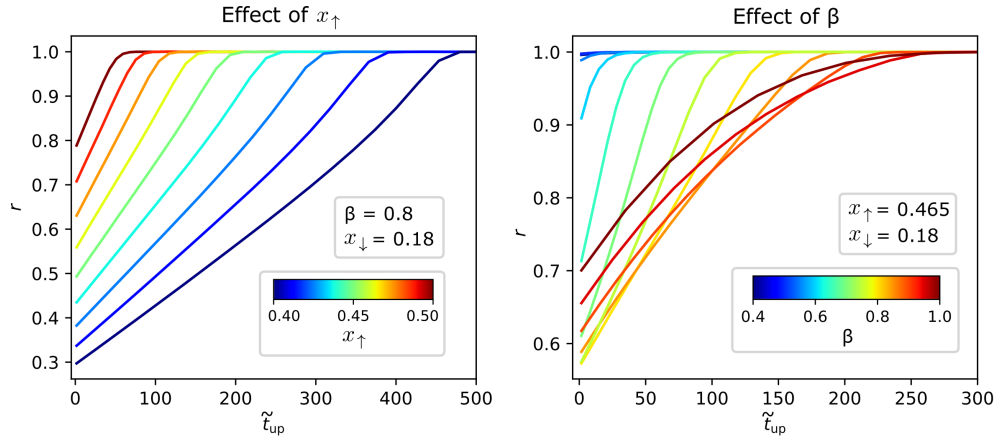 Effect of x↑
1.0
0.9
0.8
0.7
0.6
0.5
0.4
0.3
r
β = 0.8
x↓ = 0.18
0.40 0.45 0.50
x↑
0 100 200 300 400 500
t̃up
Effect of β
1.0
0.9
0.8
0.7
0.6
r
x↑ = 0.465
x↓ = 0.18
0.4 0.6 0.8 1.0
β
0 50 100 150 200 250 300
t̃up